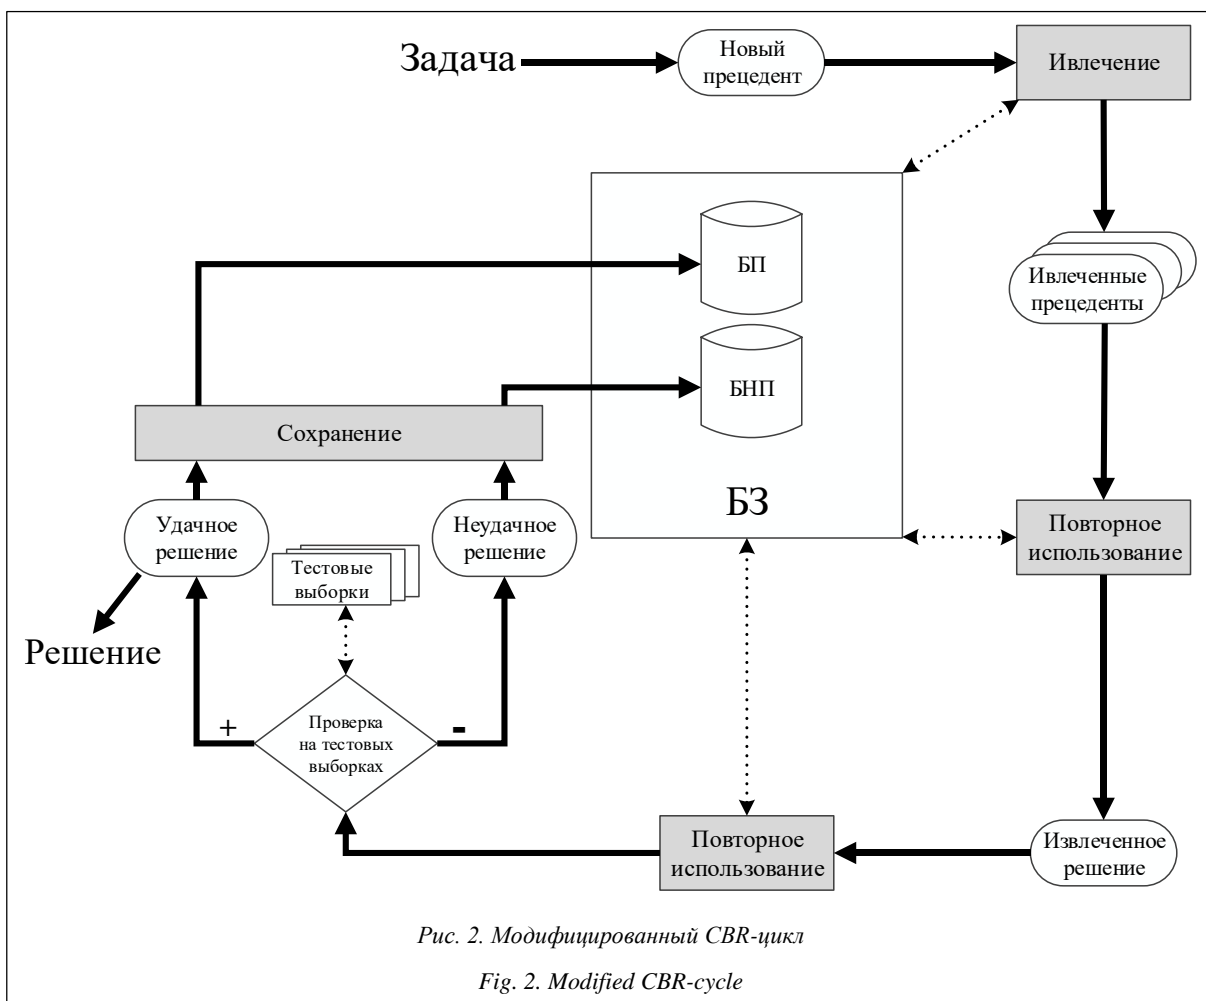 Задача
Новый
прецедент
Ивлечение
БП
Ивлеченные
прецеденты
БНП
Сохранение
БЗ
Удачное
решение
Неудачное
решение
Повторное
использование
Тестовые
выборки
Решение
+
-
Проверка
на тестовых
выборках
Повторное
использование
Извлеченное
решение
Рис. 2. Модифицированный CBR-цикл
Fig. 2. Modified CBR-cycle